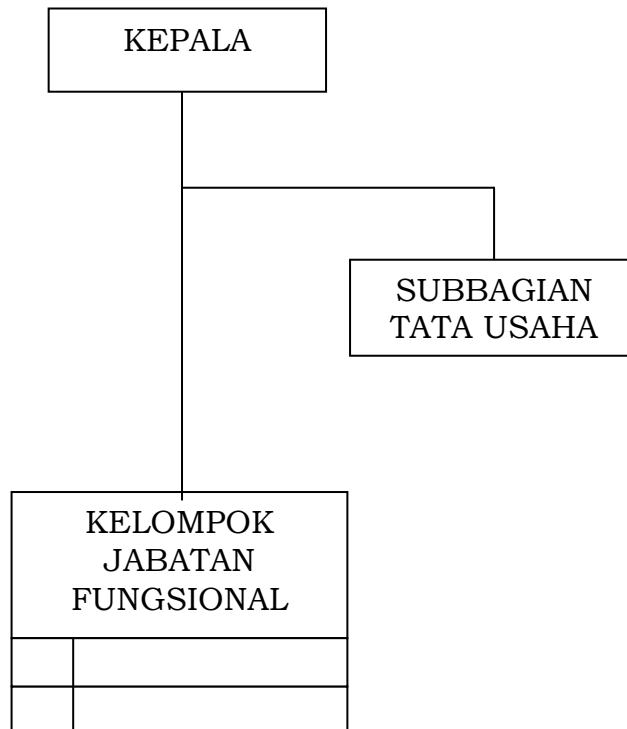 KEPALA
SUBBAGIAN
TATA USAHA
KELOMPOK
JABATAN
FUNGSIONAL